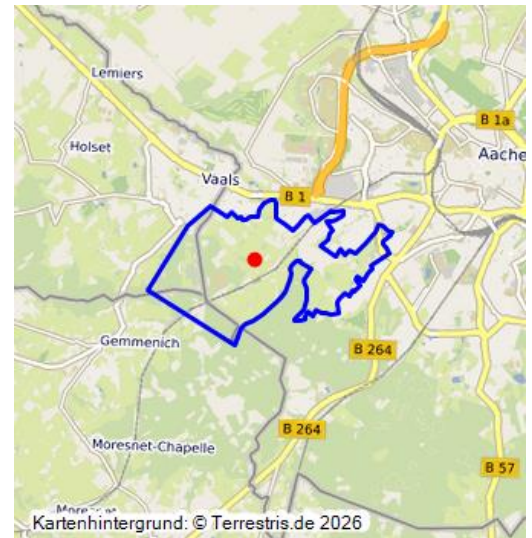 Lemiers
B 1a
Holset
Aache
Vaals
B 1
Gemmenich
B 264
B 264
Moresnet-Chapelle
B 57
Kartenhintergrund: © Terrestris.de 2026